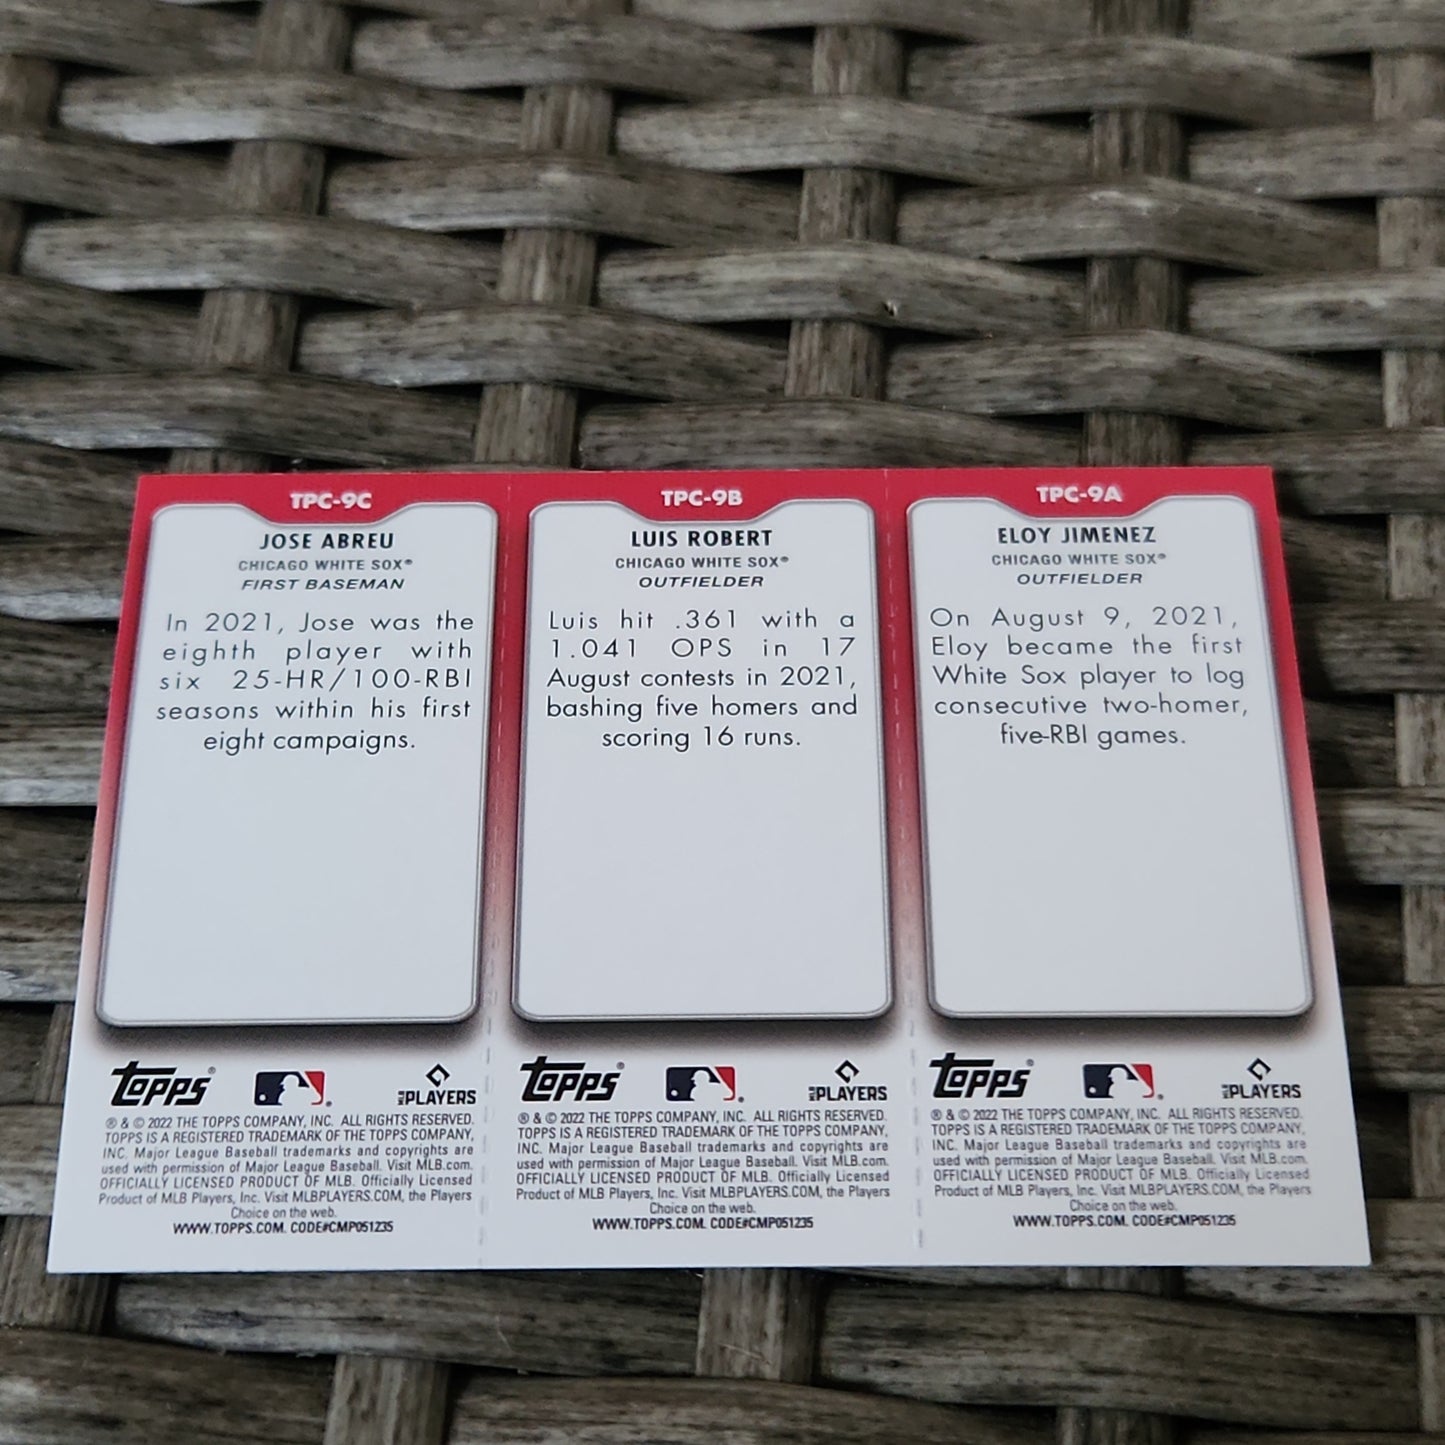 TPC-9C
JOSE ABREU
CHICAGO WHITE SOX®
FIRST BASEMAN
In 2021, Jose was the
eighth player with
six 25-HR/100-RBI
seasons within his first
eight campaigns.
topps®
MLB PLAYERS
® & © 2022 THE TOPPS COMPANY, INC. ALL RIGHTS RESERVED.
TOPPS IS A REGISTERED TRADEMARK OF THE TOPPS COMPANY,
INC. Major League Baseball trademarks and copyrights are
used with permission of Major League Baseball. Visit MLB.com.
OFFICIALLY LICENSED PRODUCT OF MLB. Officially Licensed
Product of MLB Players, Inc. Visit MLBPLAYERS.COM, the Players
Choice on the web.
WWW.TOPPS.COM. CODE#CMP051235
TPC-9B
LUIS ROBERT
CHICAGO WHITE SOX®
OUTFIELDER
Luis hit .361 with a
1.041 OPS in 17
August contests in 2021,
bashing five homers and
scoring 16 runs.
topps®
MLB PLAYERS
® & © 2022 THE TOPPS COMPANY, INC. ALL RIGHTS RESERVED.
TOPPS IS A REGISTERED TRADEMARK OF THE TOPPS COMPANY,
INC. Major League Baseball trademarks and copyrights are
used with permission of Major League Baseball. Visit MLB.com.
OFFICIALLY LICENSED PRODUCT OF MLB. Officially Licensed
Product of MLB Players, Inc. Visit MLBPLAYERS.COM, the Players
Choice on the web.
WWW.TOPPS.COM. CODE#CMP051235
TPC-9A
ELOY JIMENEZ
CHICAGO WHITE SOX®
OUTFIELDER
On August 9, 2021,
Eloy became the first
White Sox player to log
consecutive two-homer,
five-RBI games.
topps®
MLB PLAYERS
® & © 2022 THE TOPPS COMPANY, INC. ALL RIGHTS RESERVED.
TOPPS IS A REGISTERED TRADEMARK OF THE TOPPS COMPANY,
INC. Major League Baseball trademarks and copyrights are
used with permission of Major League Baseball. Visit MLB.com.
OFFICIALLY LICENSED PRODUCT OF MLB. Officially Licensed
Product of MLB Players, Inc. Visit MLBPLAYERS.COM, the Players
Choice on the web.
WWW.TOPPS.COM. CODE#CMP051235